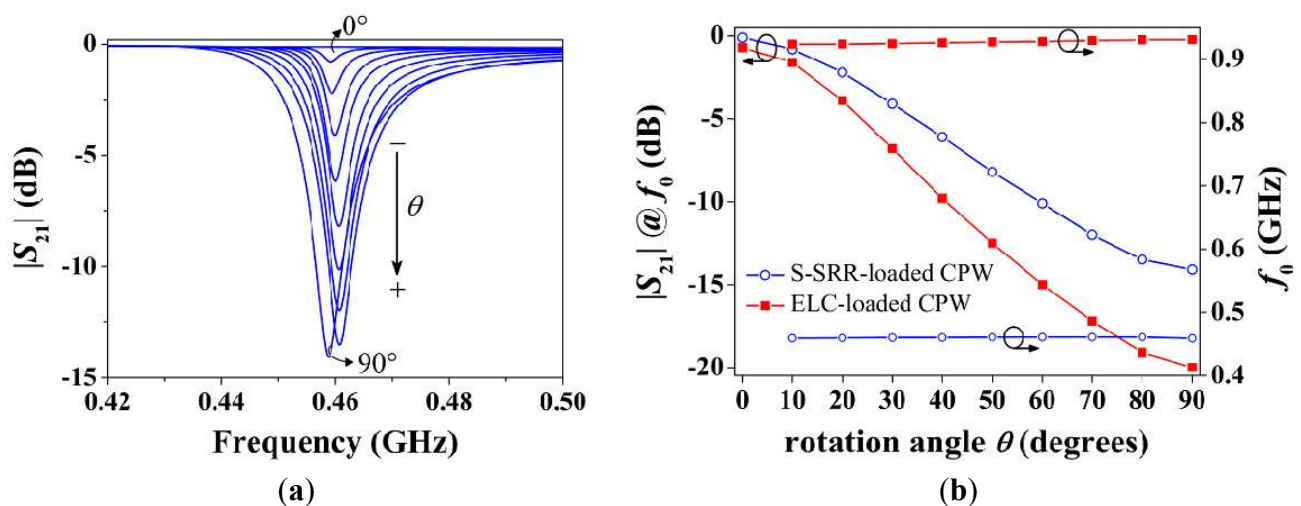 (a)
0°
0
-5
-10
-15
|S21| (dB)
θ
+
90°
0.42 0.44 0.46 0.48 0.50
Frequency (GHz)
(b)
0
-5
-10
-15
-20
|S21| @ f0 (dB)
S-SRR-loaded CPW
ELC-loaded CPW
0.9
0.8
0.7
0.6
0.5
0.4
f0 (GHz)
0 10 20 30 40 50 60 70 80 90
rotation angle θ (degrees)
(a) (b)